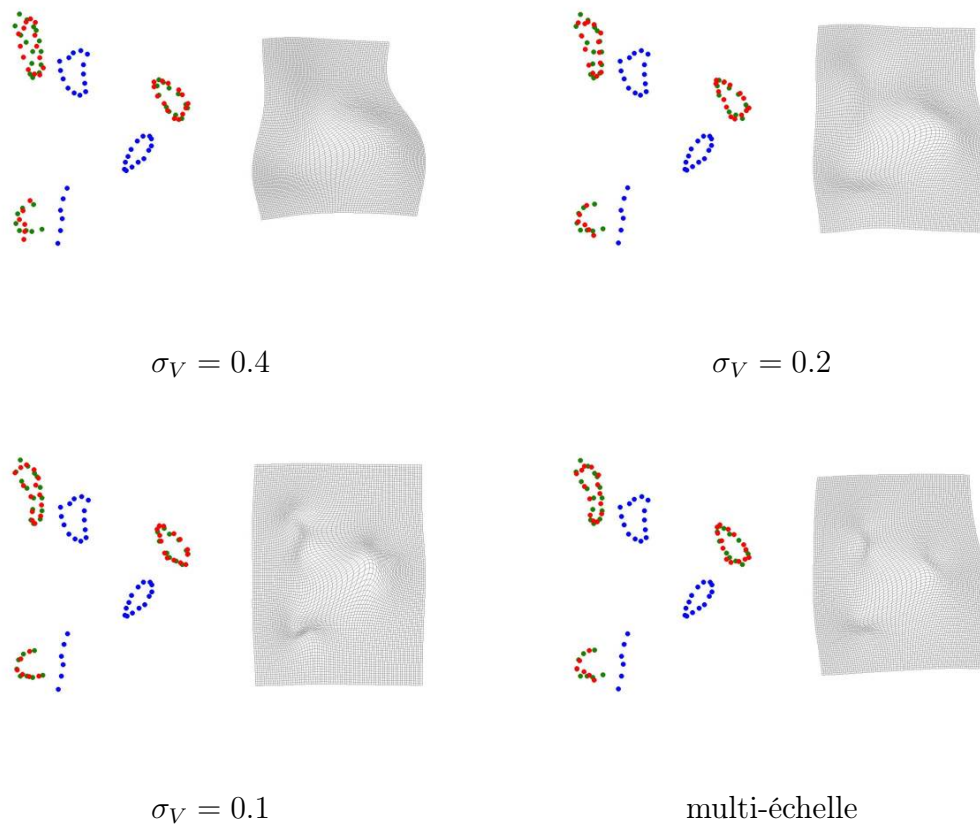 σ_V = 0.4
σ_V = 0.2
σ_V = 0.1
multi-échelle